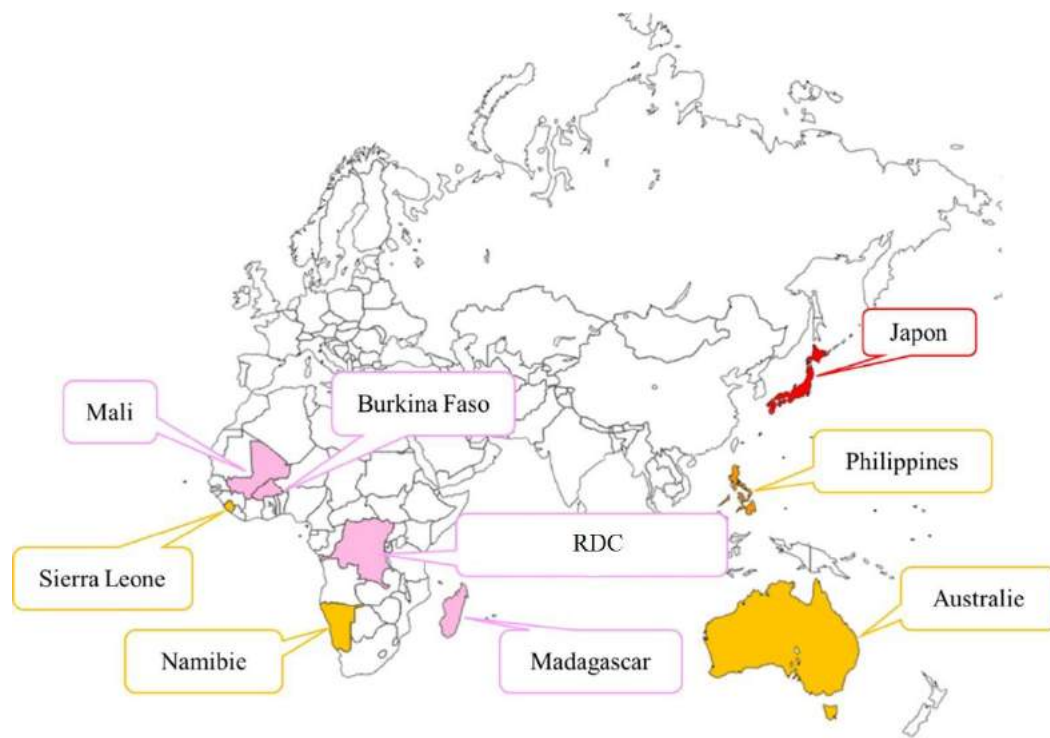 Japon
Mali
Burkina Faso
Philippines
RDC
Sierra Leone
Australie
Namibie
Madagascar